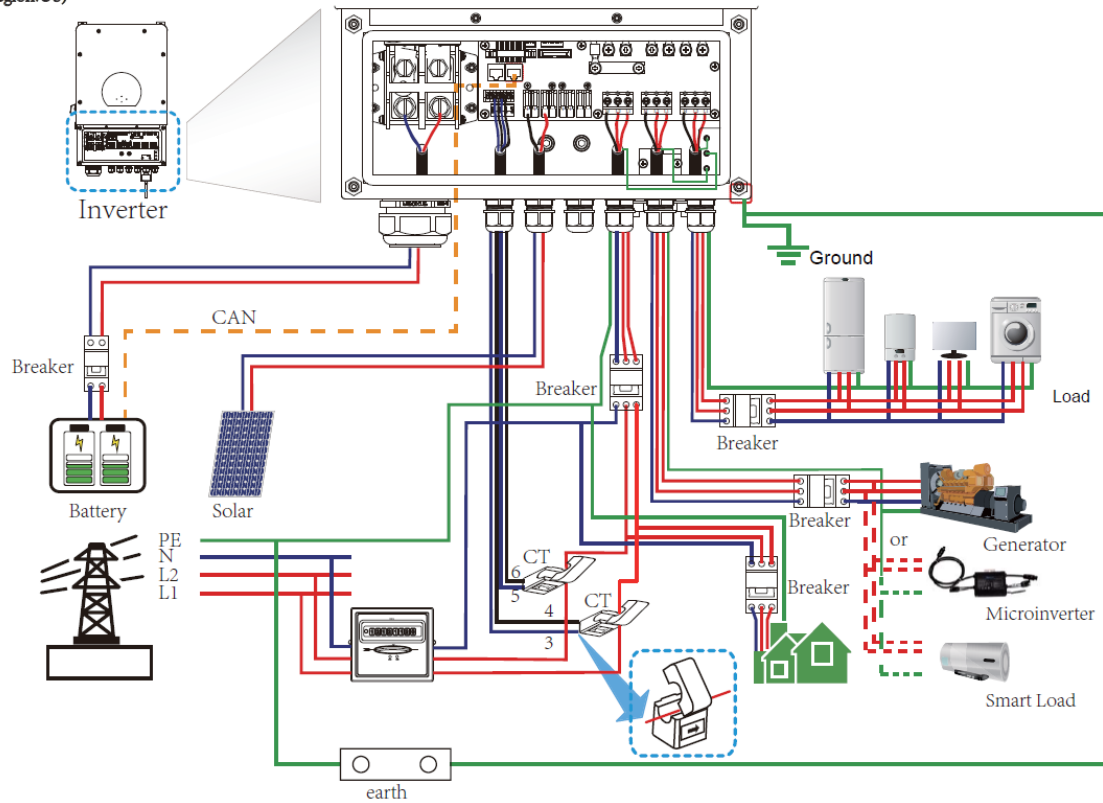 Inverter
Ground
CAN
Breaker
Breaker
Load
Breaker
Battery
Solar
Breaker
PE
N
L2
L1
or
Generator
6
CT
5
Breaker
4
CT
3
Microinverter
Smart Load
earth